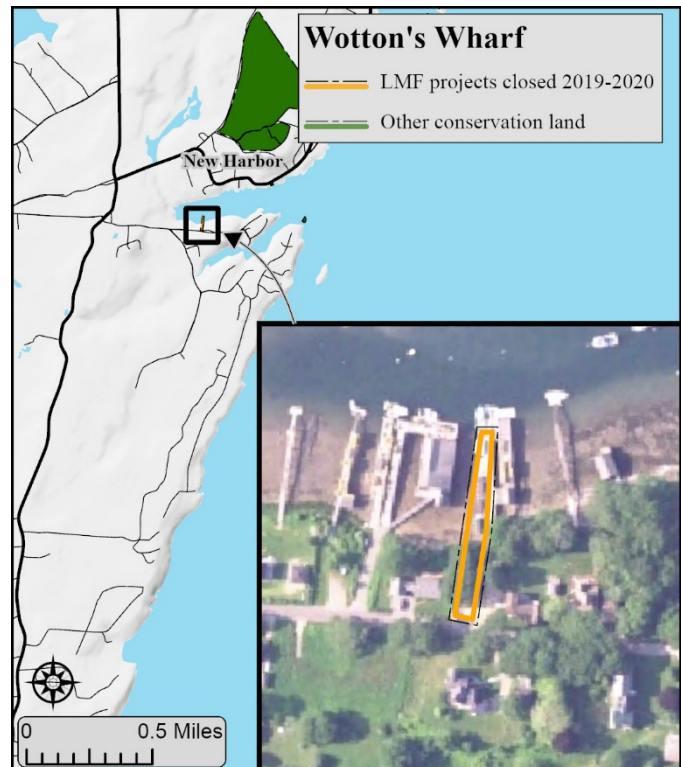 Wotton's Wharf
LMF projects closed 2019-2020
Other conservation land
New Harbor
0 0.5 Miles